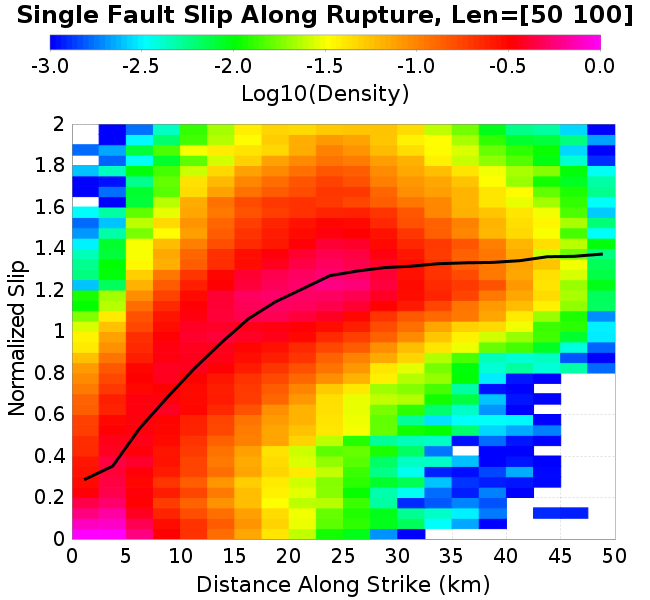 Single Fault Slip Along Rupture, Len=[50 100]
-3.0 -2.5 -2.0 -1.5 -1.0 -0.5 0.0
Log10(Density)
2
1.8
1.6
1.4
1.2
1
0.8
0.6
0.4
0.2
0
Normalized Slip
0 5 10 15 20 25 30 35 40 45 50
Distance Along Strike (km)